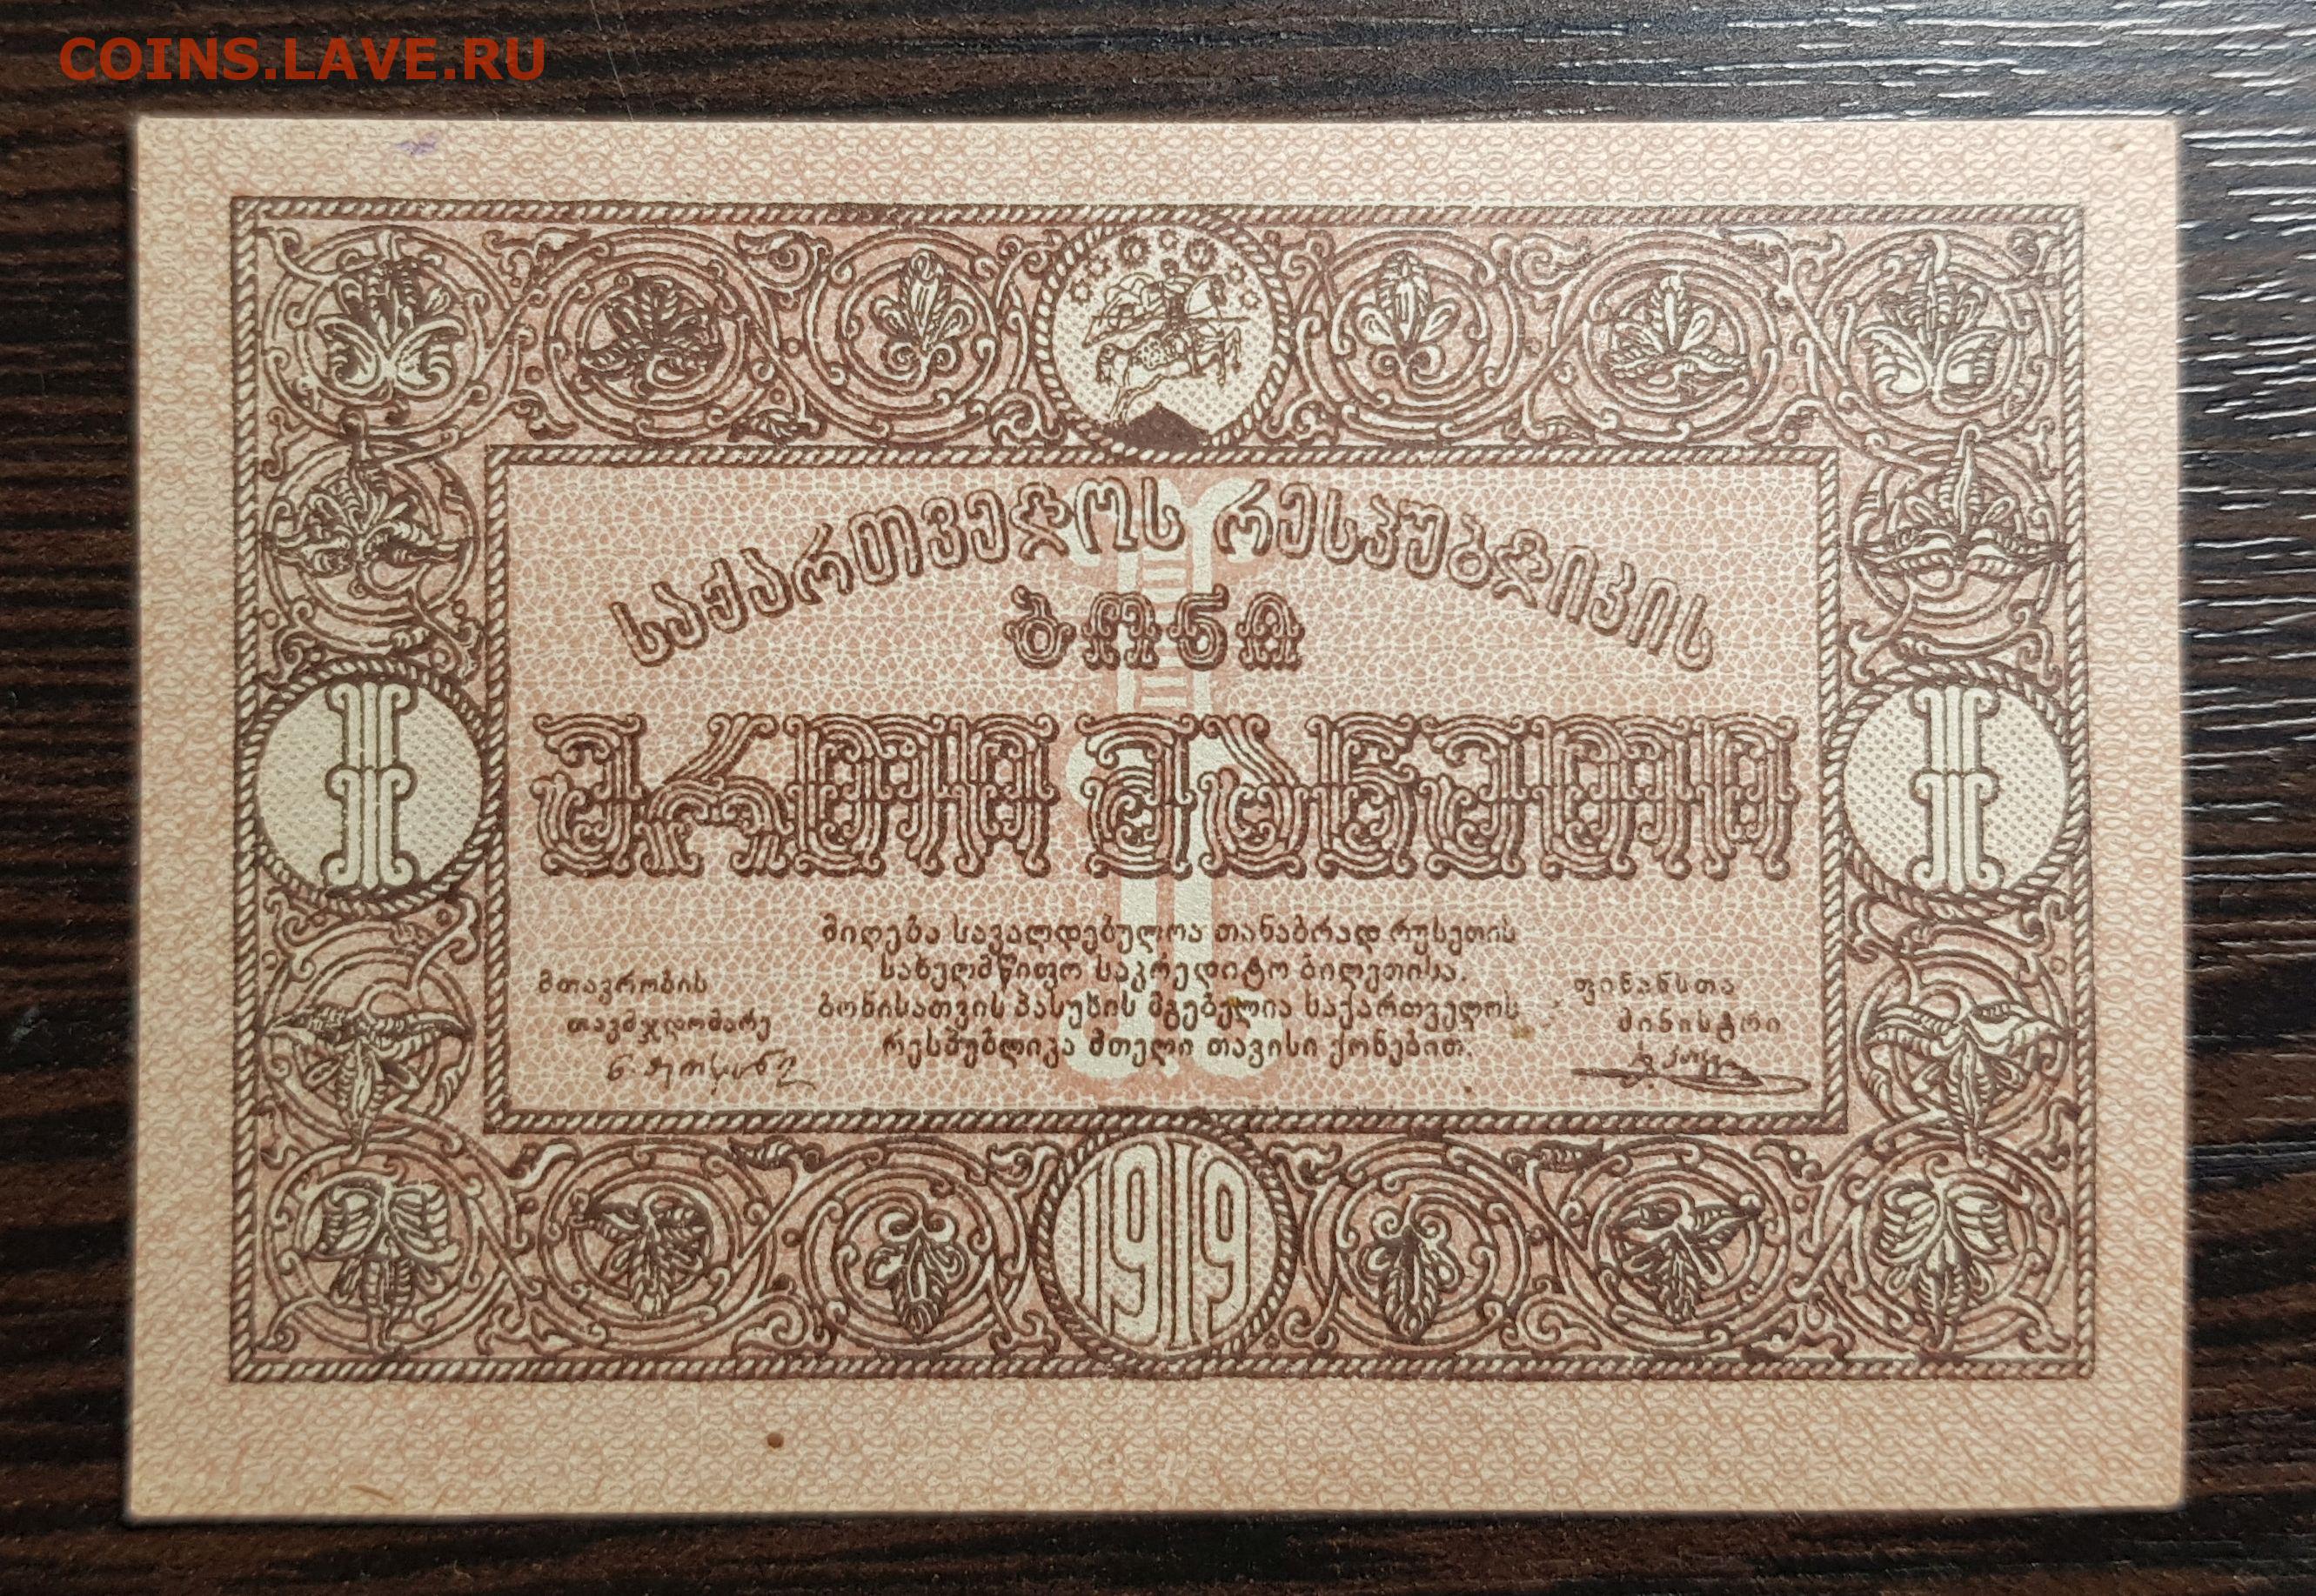 COINS.LAVE.RU
საქართველოს რესპუბლიკის
ბონა
I
ერთი მანეთი
I
მიღება სავალდებულოა თანაბრად რუსეთის
სახელმწიფო საკრედიტო ბილეთისა.
ბონისათვის პასუხის მგებელია საქართველოს
რესპუბლიკა მთელი თავისი ქონებით.
მთავრობის
თავმჯდომარე
ფინანსთა
მინისტრი
1919